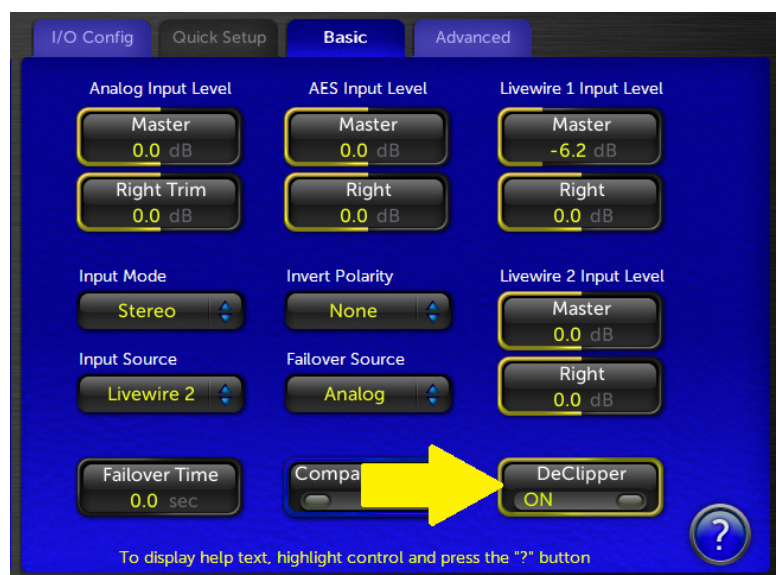 I/O Config Quick Setup Basic Advanced
Analog Input Level AES Input Level Livewire 1 Input Level
Master Master Master
0.0 dB 0.0 dB -6.2 dB
Right Trim Right Right
0.0 dB 0.0 dB 0.0 dB
Input Mode Invert Polarity Livewire 2 Input Level
Stereo None Master
0.0 dB
Input Source Failover Source
Livewire 2 Analog Right
0.0 dB
Failover Time Compa DeClipper
0.0 sec ON
?
To display help text, highlight control and press the "?" button